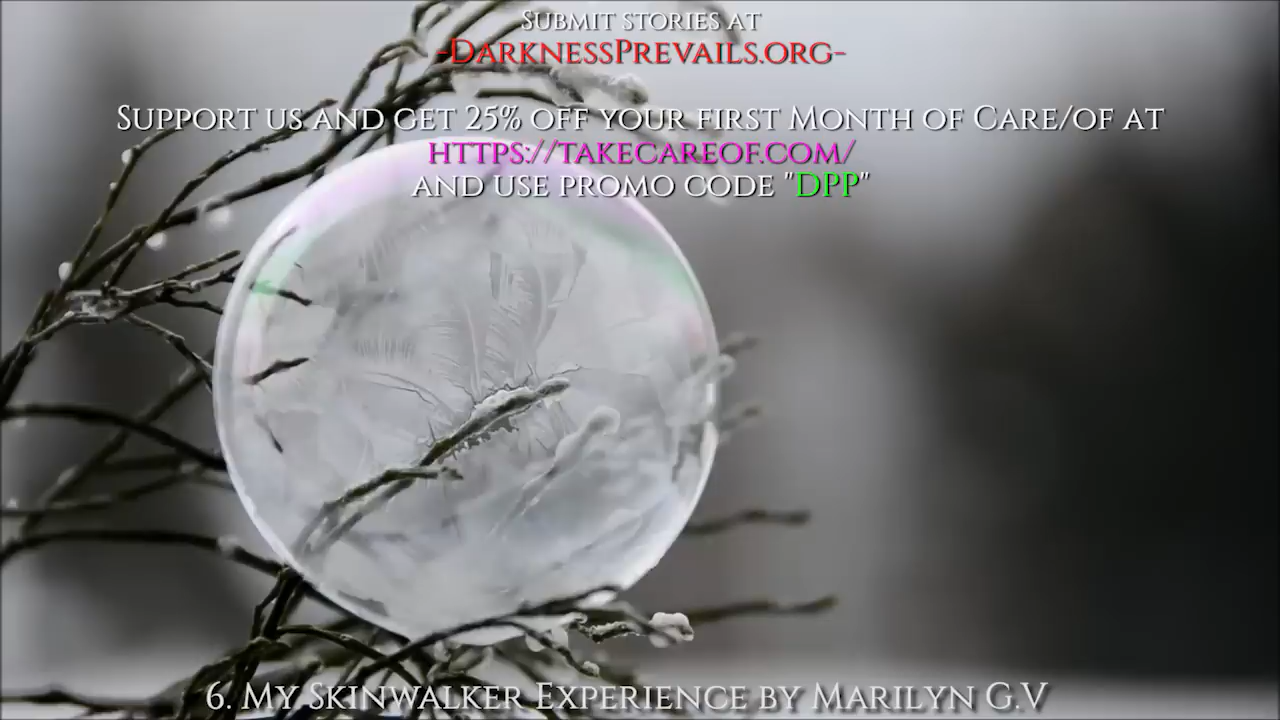 Submit stories at
-DarknessPrevails.org-
Support us and get 25% off your first Month of Care/of at
https://takecareof.com/
and use promo code "DPP"
6. My Skinwalker Experience by Marilyn G.V